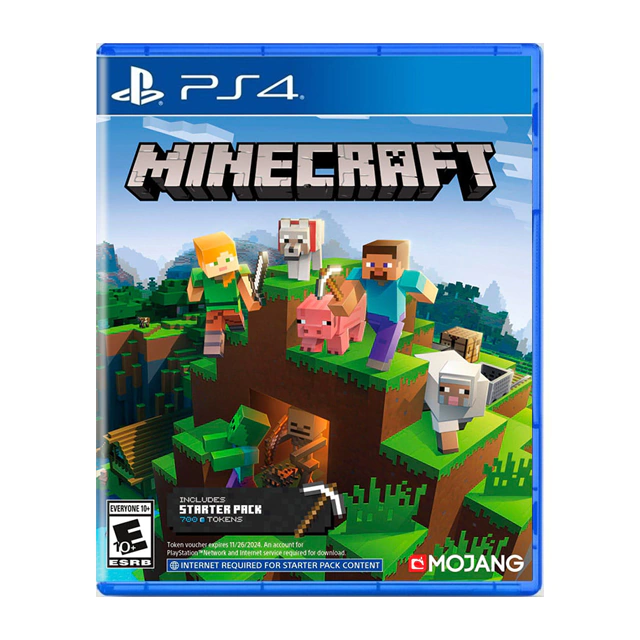 PS4
MINECRAFT
INCLUDES
STARTER PACK
700 TOKENS
Token voucher expires 11/26/2024. An account for
PlayStation™Network and Internet service required for download.
INTERNET REQUIRED FOR STARTER PACK CONTENT
EVERYONE 10+
E
10+
ESRB
MOJANG